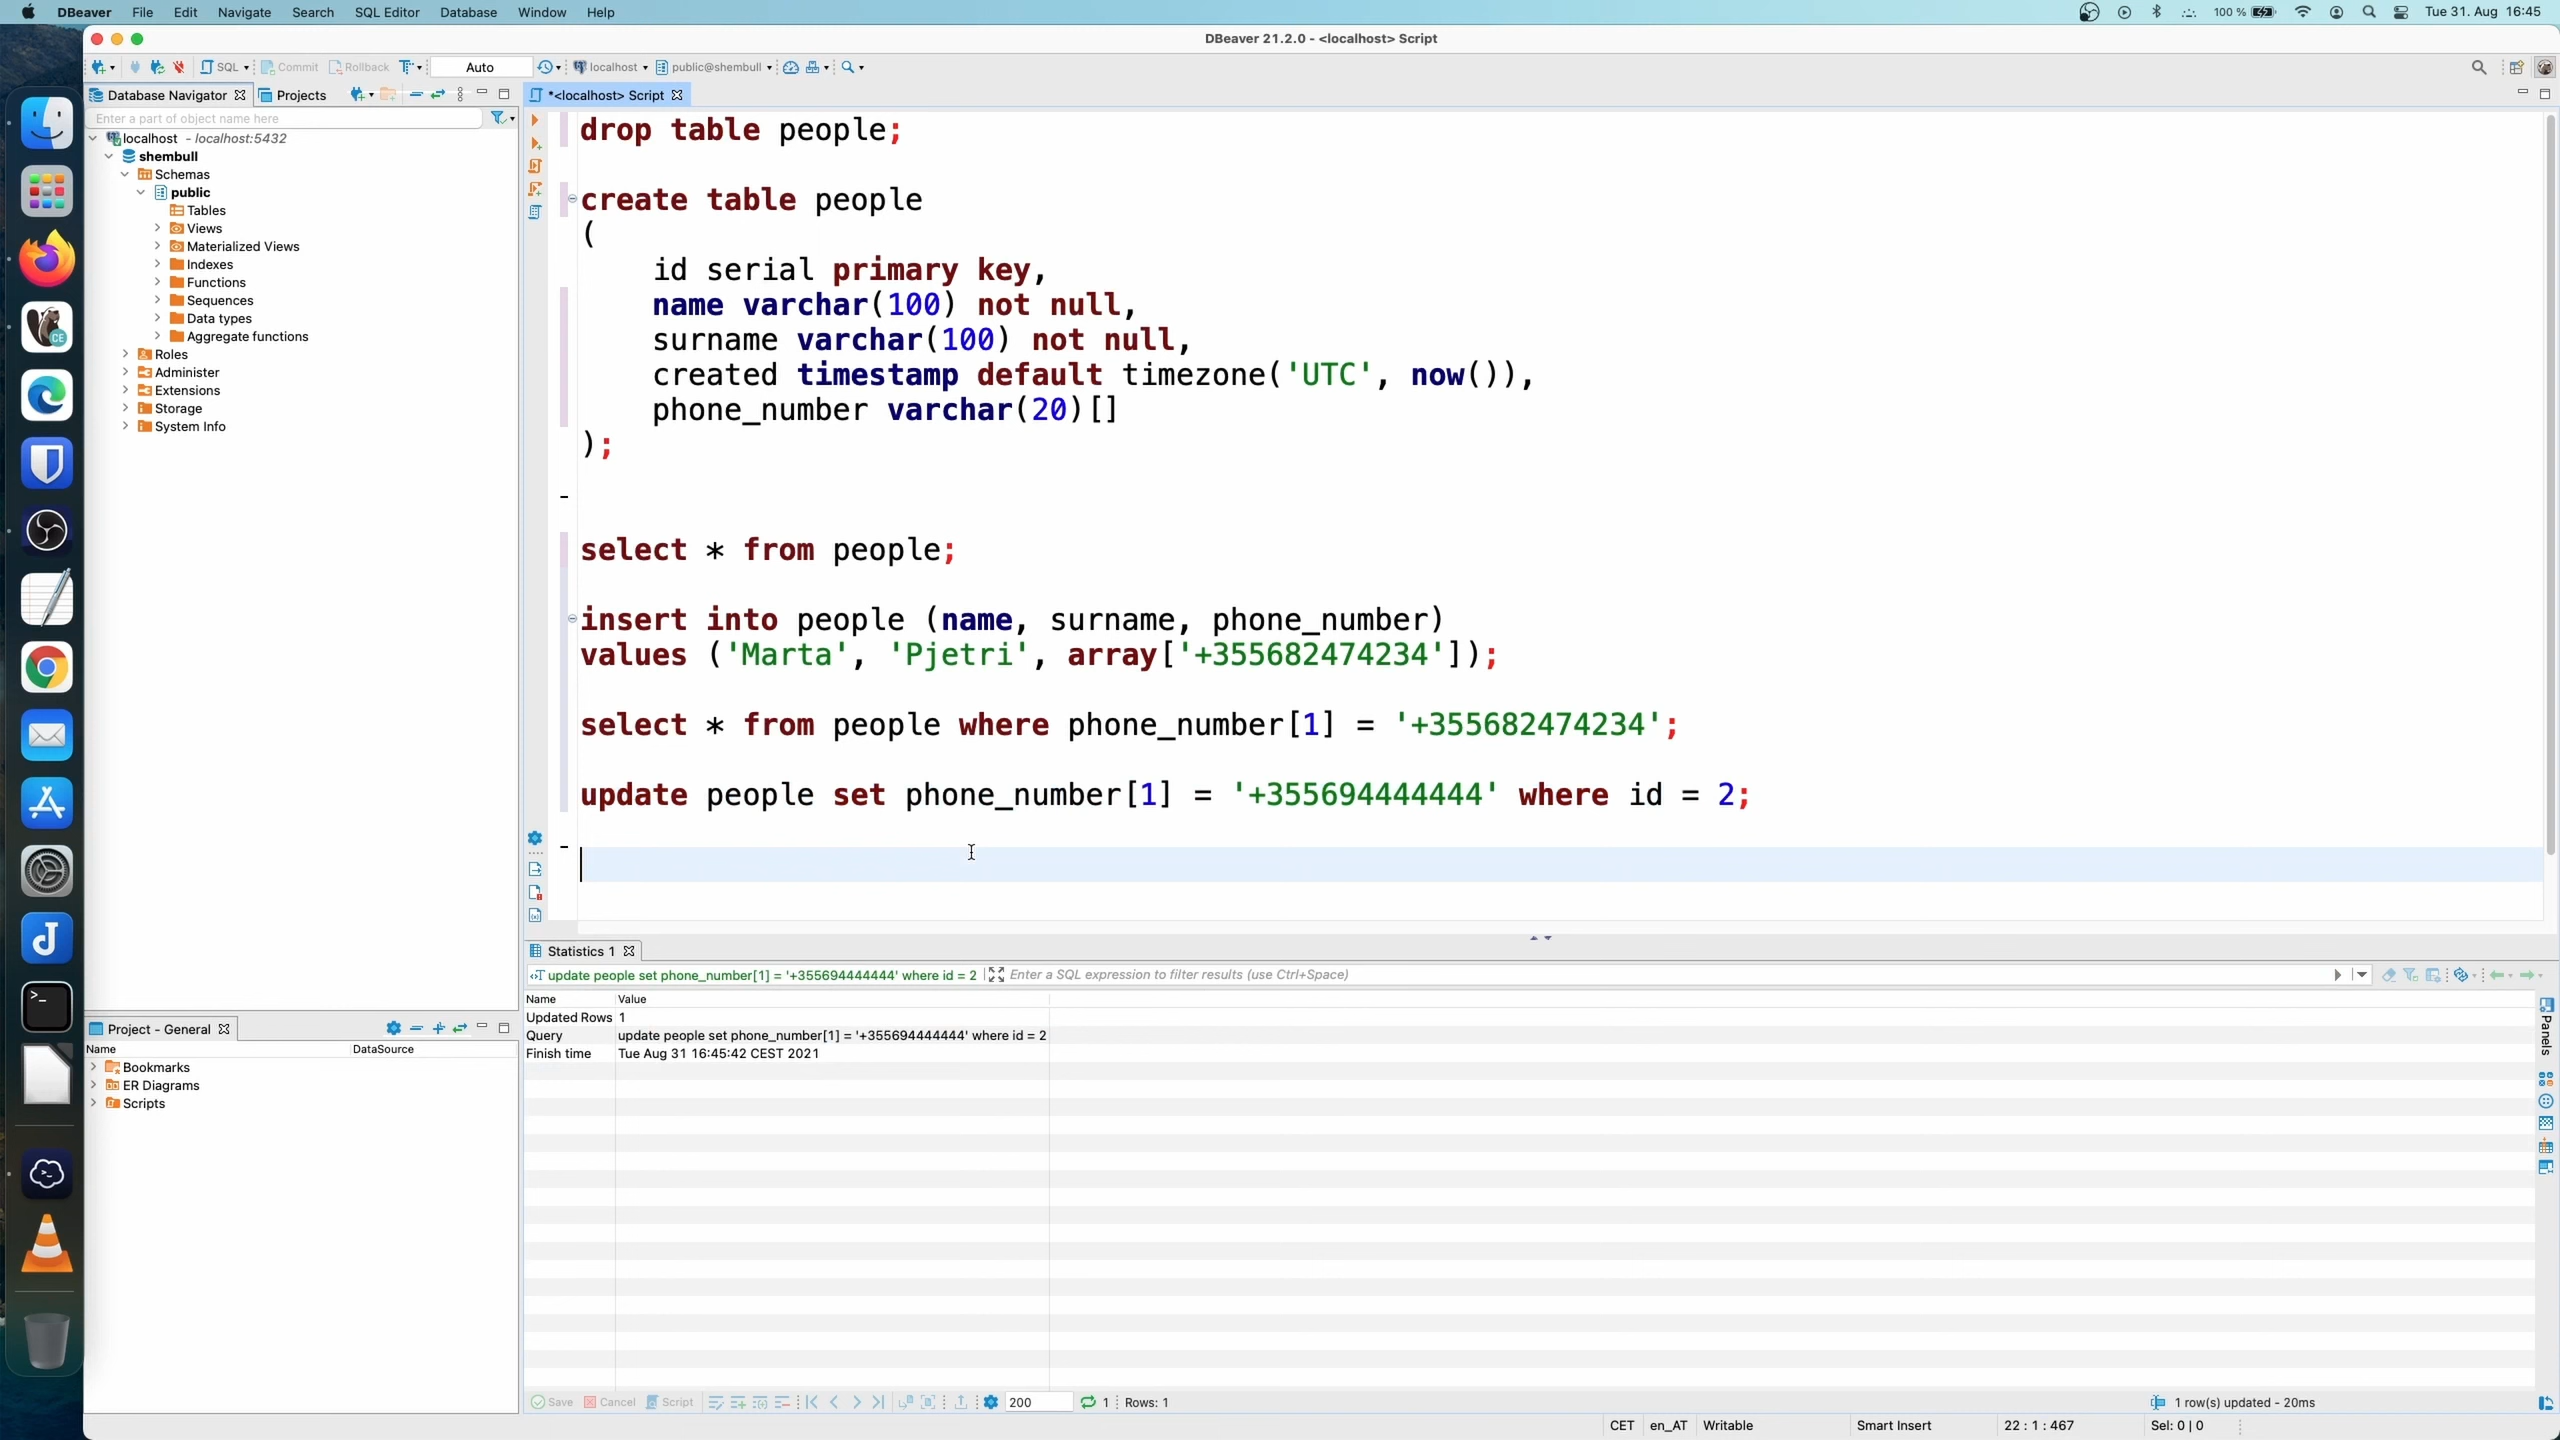 DBeaver File Edit Navigate Search SQL Editor Database Window Help 100 % Tue 31. Aug 16:45
DBeaver 21.2.0 - <localhost> Script
SQL Commit Rollback Auto localhost public@shembull
Database Navigator Projects
*<localhost> Script
Enter a part of object name here
localhost - localhost:5432
shembull
Schemas
public
Tables
Views
Materialized Views
Indexes
Functions
Sequences
Data types
Aggregate functions
Roles
Administer
Extensions
Storage
System Info
drop table people;
create table people
(
id serial primary key,
name varchar(100) not null,
surname varchar(100) not null,
created timestamp default timezone('UTC', now()),
phone_number varchar(20)[]
);
select * from people;
insert into people (name, surname, phone_number)
values ('Marta', 'Pjetri', array['+355682474234']);
select * from people where phone_number[1] = '+355682474234';
update people set phone_number[1] = '+355694444444' where id = 2;
Statistics 1
update people set phone_number[1] = '+355694444444' where id = 2 Enter a SQL expression to filter results (use Ctrl+Space)
Name Value
Updated Rows 1
Query update people set phone_number[1] = '+355694444444' where id = 2
Finish time Tue Aug 31 16:45:42 CEST 2021
Panels
Project - General
Name DataSource
Bookmarks
ER Diagrams
Scripts
Save Cancel Script 200 1 Rows: 1 1 row(s) updated - 20ms
CET en_AT Writable Smart Insert 22 : 1 : 467 Sel: 0 | 0